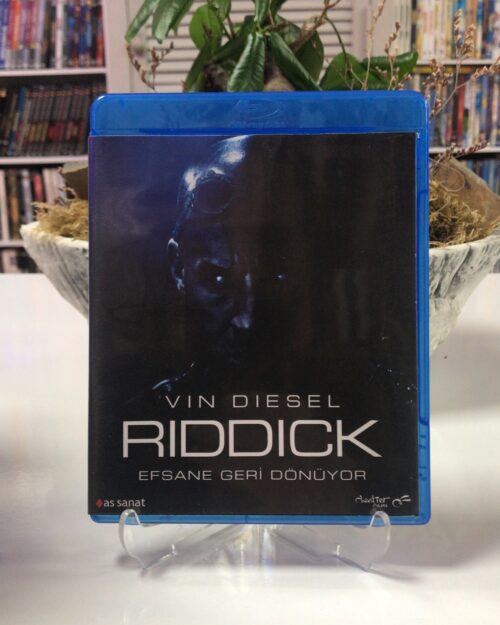 VIN DIESEL
RIDDICK
EFSANE GERİ DÖNÜYOR
as sanat